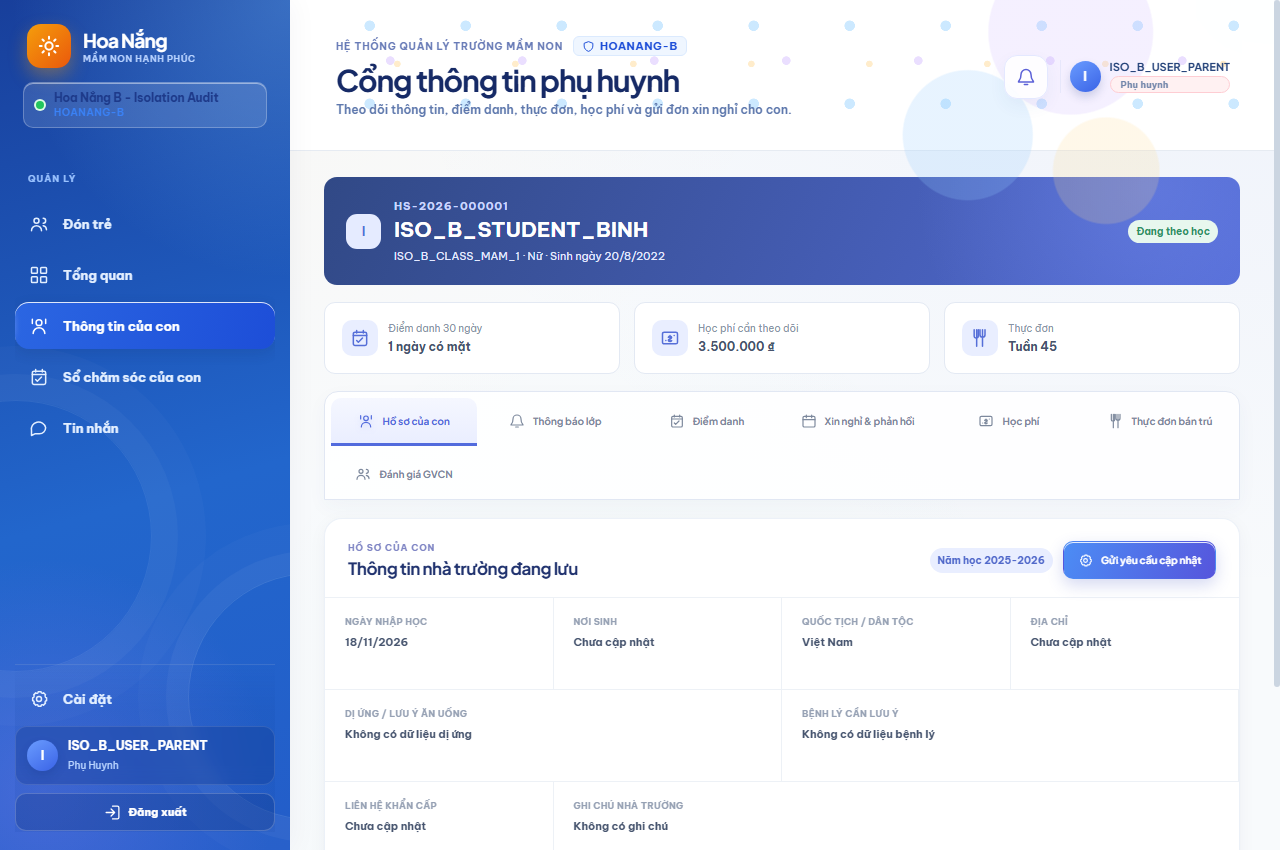 Hoa Nắng
MẦM NON HẠNH PHÚC
Hoa Nắng B - Isolation Audit
HOANANG-B
QUẢN LÝ
Đón trẻ
Tổng quan
Thông tin của con
Sổ chăm sóc của con
Tin nhắn
Cài đặt
I
ISO_B_USER_PARENT
Phụ Huynh
Đăng xuất
HỆ THỐNG QUẢN LÝ TRƯỜNG MẦM NON
HOANANG-B
Cổng thông tin phụ huynh
Theo dõi thông tin, điểm danh, thực đơn, học phí và gửi đơn xin nghỉ cho con.
I
ISO_B_USER_PARENT
Phụ huynh
I
HS-2026-000001
ISO_B_STUDENT_BINH
ISO_B_CLASS_MAM_1 · Nữ · Sinh ngày 20/8/2022
Đang theo học
Điểm danh 30 ngày
1 ngày có mặt
Học phí cần theo dõi
3.500.000 ₫
Thực đơn
Tuần 45
Hồ sơ của con
Thông báo lớp
Điểm danh
Xin nghỉ & phản hồi
Học phí
Thực đơn bán trú
Đánh giá GVCN
HỒ SƠ CỦA CON
Thông tin nhà trường đang lưu
Năm học 2025-2026
Gửi yêu cầu cập nhật
NGÀY NHẬP HỌC
18/11/2026
NƠI SINH
Chưa cập nhật
QUỐC TỊCH / DÂN TỘC
Việt Nam
ĐỊA CHỈ
Chưa cập nhật
DỊ ỨNG / LƯU Ý ĂN UỐNG
Không có dữ liệu dị ứng
BỆNH LÝ CẦN LƯU Ý
Không có dữ liệu bệnh lý
LIÊN HỆ KHẨN CẤP
Chưa cập nhật
GHI CHÚ NHÀ TRƯỜNG
Không có ghi chú